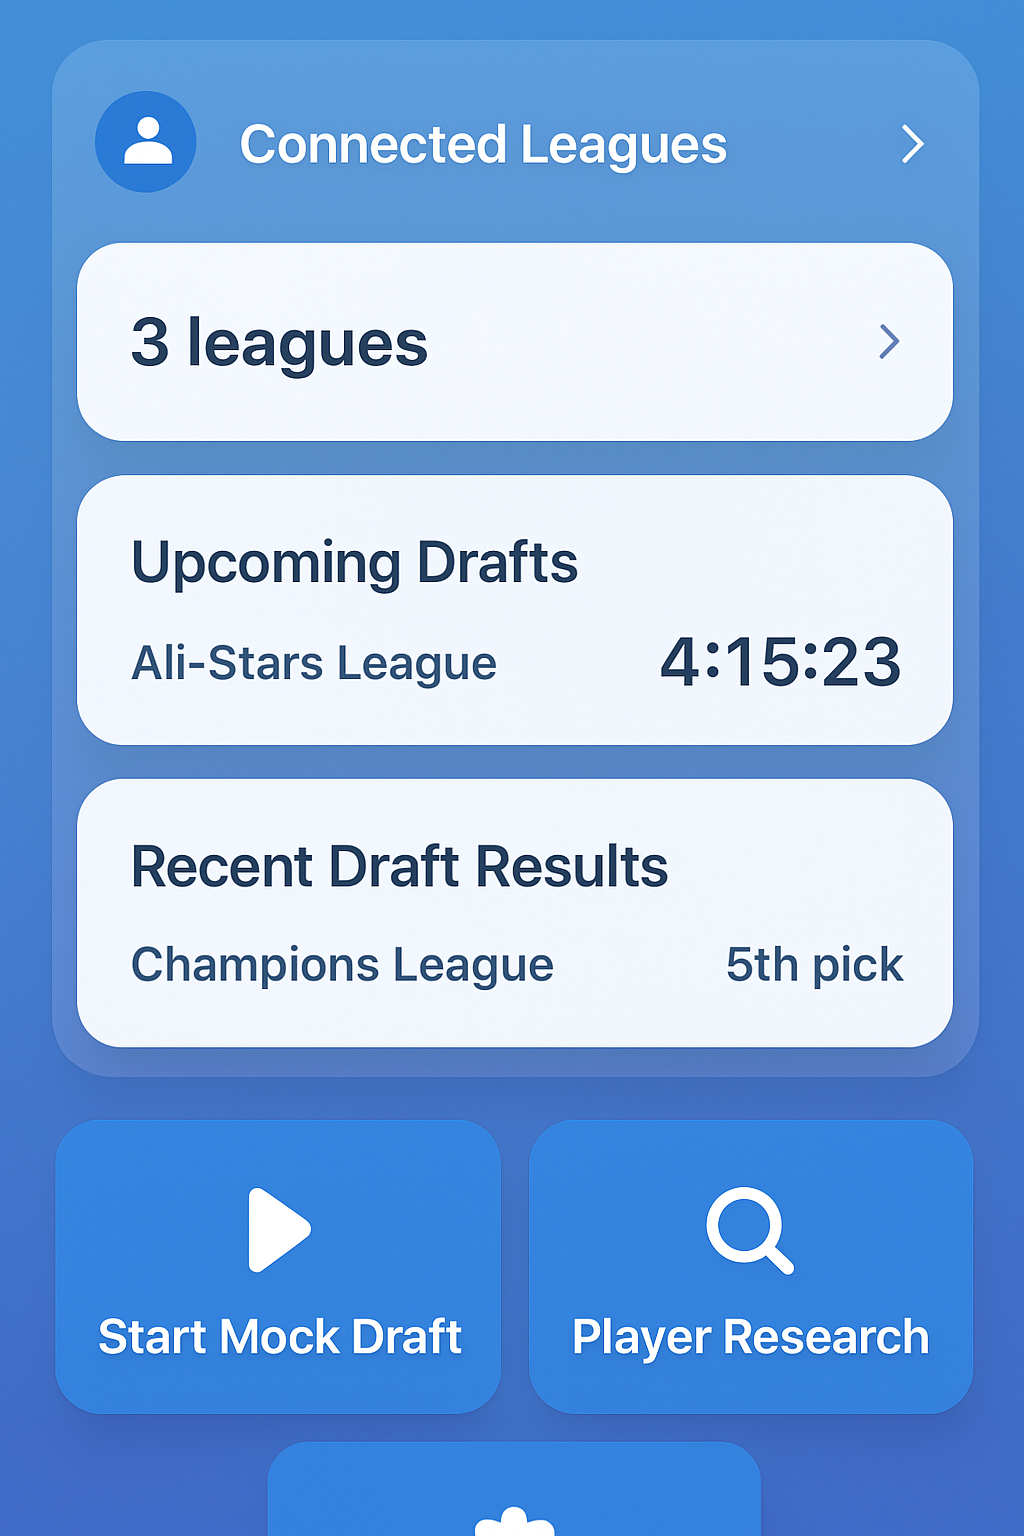 Connected Leagues
3 leagues
Upcoming Drafts
Ali-Stars League 4:15:23
Recent Draft Results
Champions League 5th pick
Start Mock Draft Player Research